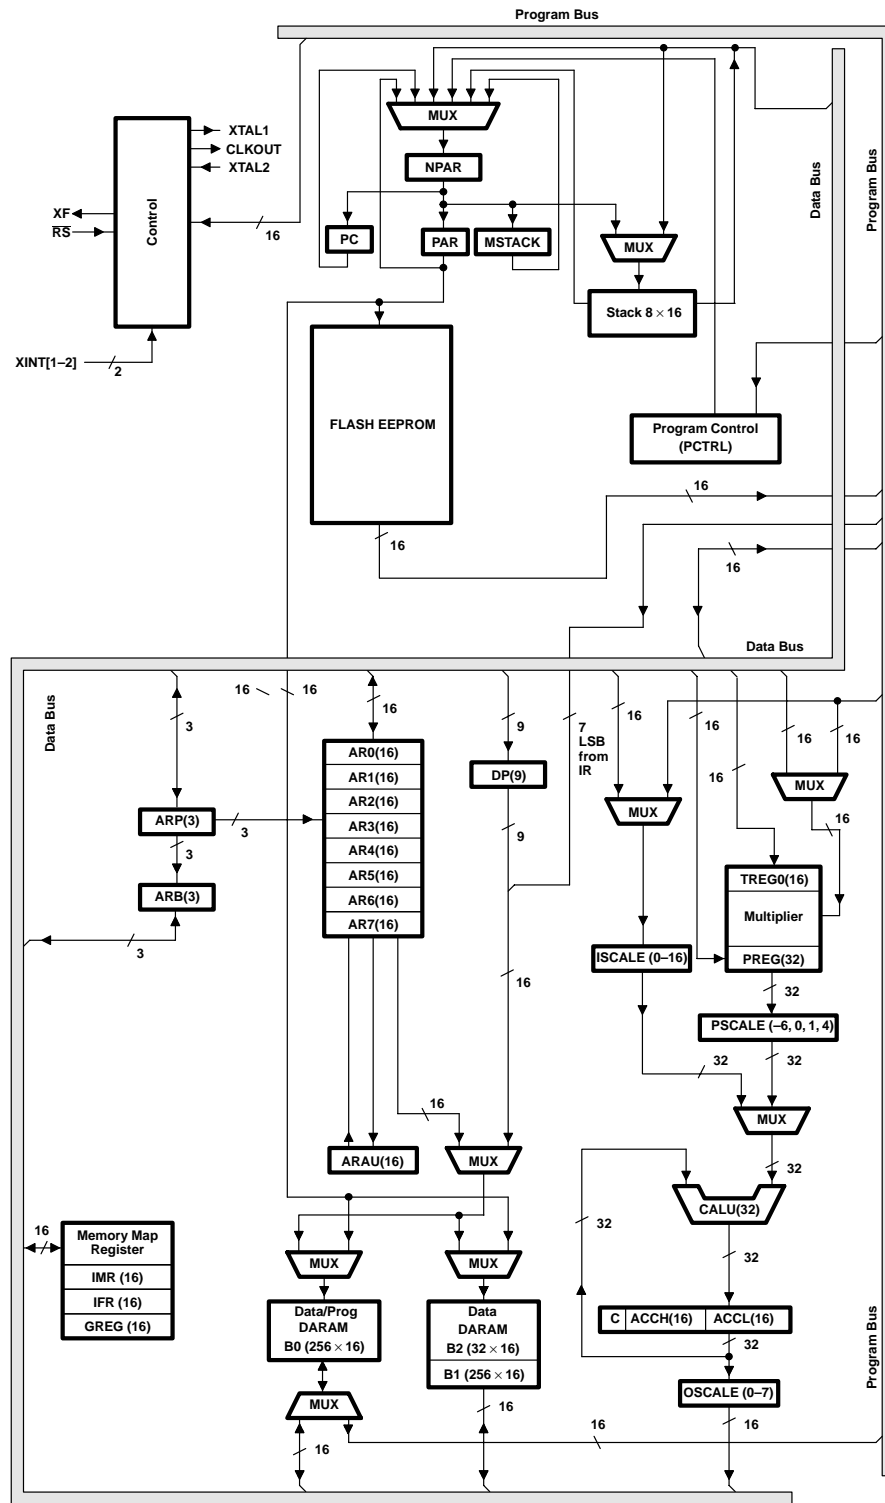 Program Bus
XTAL1
CLKOUT
XTAL2
Control
XF
RS
16
XINT[1–2]
2
MUX
NPAR
PC
PAR
MSTACK
MUX
Stack 8 × 16
Data Bus
Program Bus
FLASH EEPROM
Program Control
(PCTRL)
16
16
16
Data Bus
Data Bus
16
16
3
16
9
7
LSB
from
IR
16
16
16
16
16
AR0(16)
AR1(16)
AR2(16)
AR3(16)
AR4(16)
AR5(16)
AR6(16)
AR7(16)
DP(9)
MUX
MUX
ARP(3)
3
3
9
16
ARB(3)
3
TREG0(16)
Multiplier
PREG(32)
ISCALE (0–16)
16
32
PSCALE (–6, 0, 1, 4)
32
32
MUX
16
ARAU(16)
MUX
32
CALU(32)
32
32
16
Memory Map
Register
IMR (16)
IFR (16)
GREG (16)
MUX
MUX
Data/Prog
DARAM
B0 (256 × 16)
Data
DARAM
B2 (32 × 16)
B1 (256 × 16)
C
ACCH(16)
ACCL(16)
32
OSCALE (0–7)
Program Bus
MUX
16
16
16
16